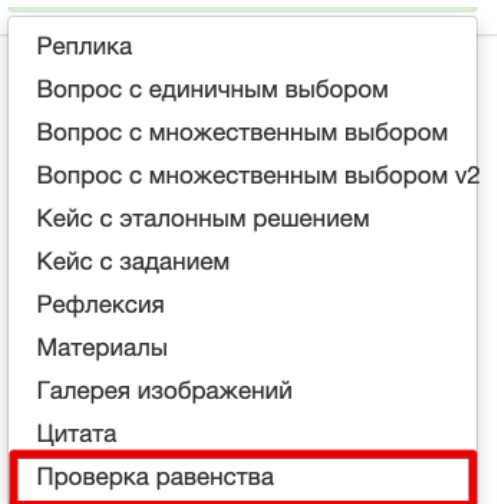 Реплика
Вопрос с единичным выбором
Вопрос с множественным выбором
Вопрос с множественным выбором v2
Кейс с эталонным решением
Кейс с заданием
Рефлексия
Материалы
Галерея изображений
Цитата
Проверка равенства